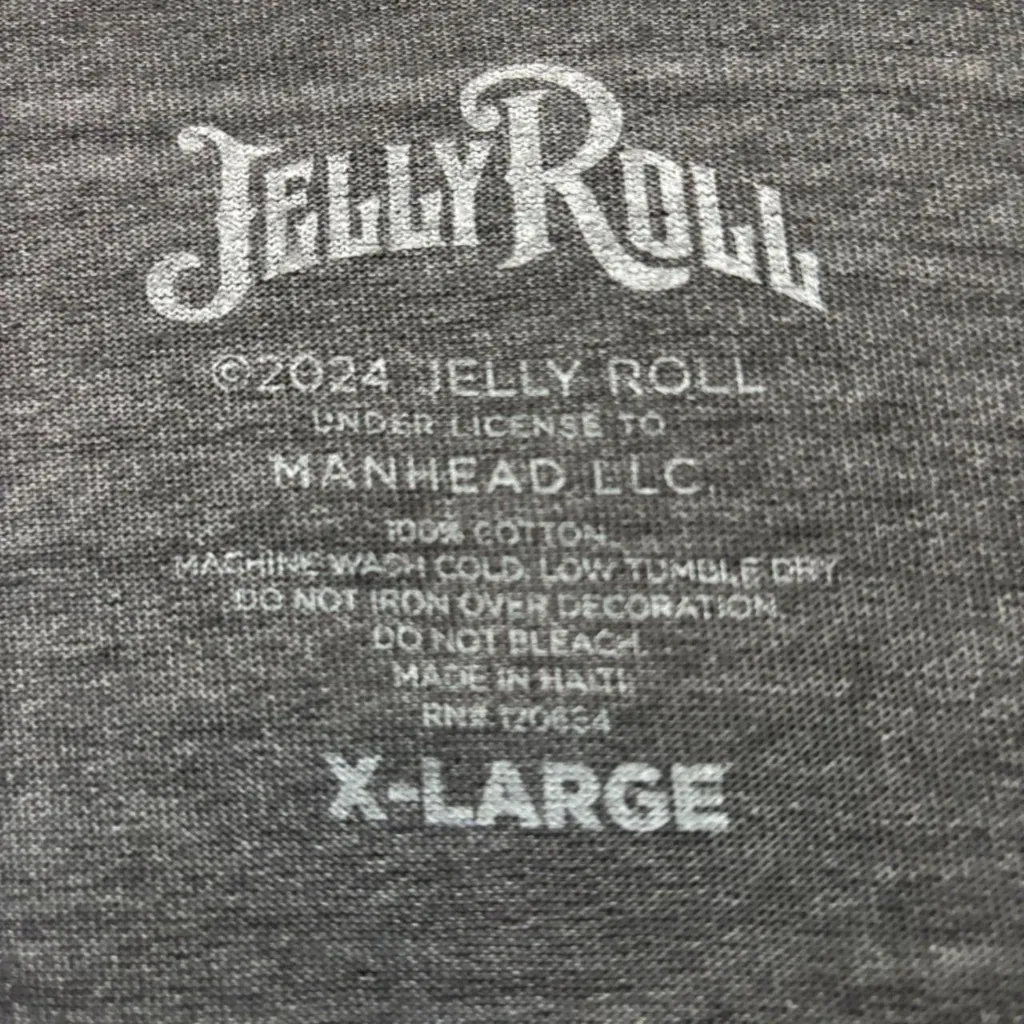 JELLY ROLL
©2024 JELLY ROLL
UNDER LICENSE TO
MANHEAD LLC.
100% COTTON.
MACHINE WASH COLD. LOW TUMBLE DRY.
DO NOT IRON OVER DECORATION.
DO NOT BLEACH.
MADE IN HAITI
RN#
X-LARGE